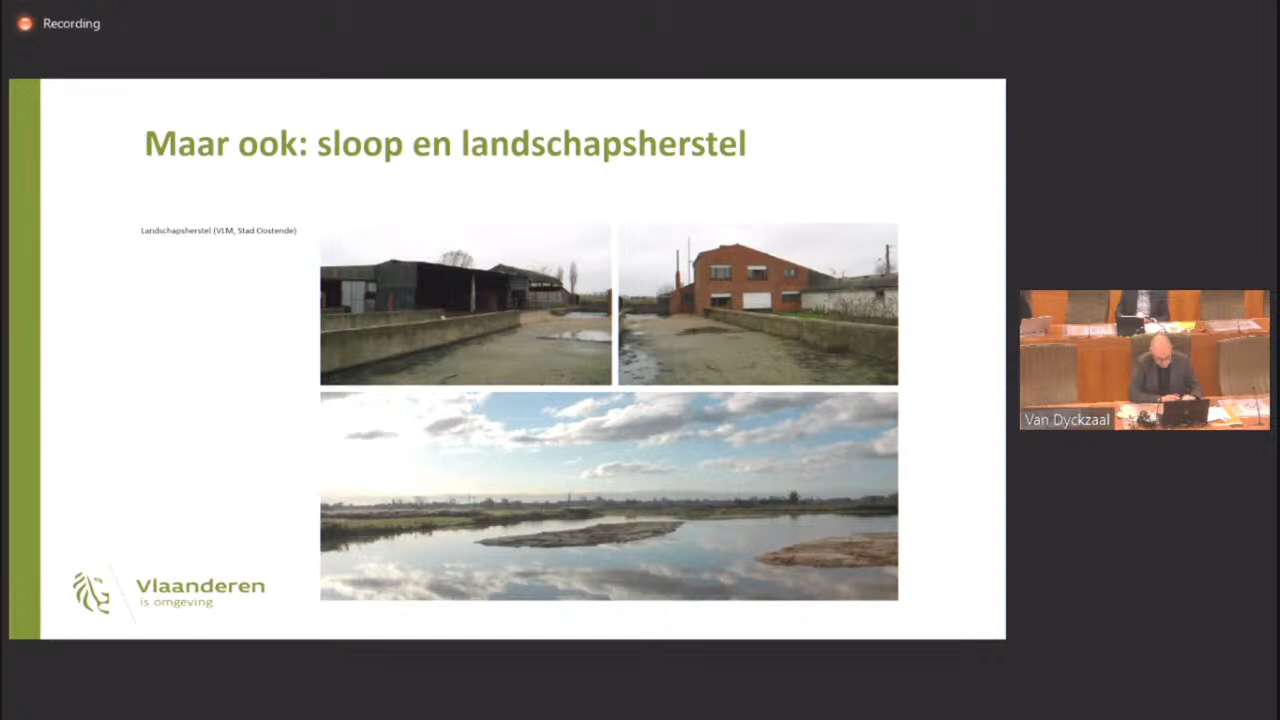 Recording
Maar ook: sloop en landschapsherstel
Landschapsherstel (VLM, Stad Oostende)
Van Dyckzaal
Vlaanderen
is omgeving